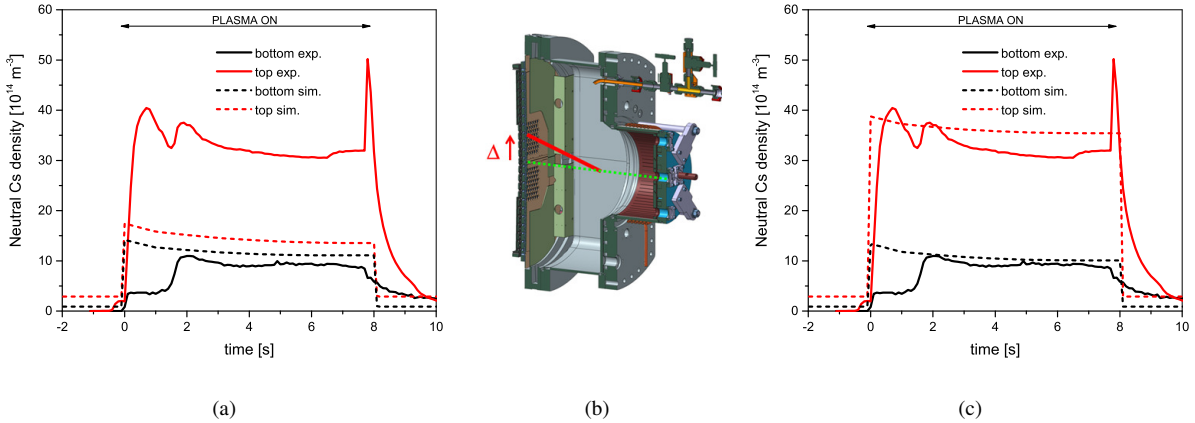 PLASMA ON
Neutral Cs density [10¹⁴ m⁻³]
60
50
40
30
20
10
0
bottom exp.
top exp.
bottom sim.
top sim.
-2
0
2
4
6
8
10
time [s]
(a)
Δ
(b)
PLASMA ON
Neutral Cs density [10¹⁴ m⁻³]
60
50
40
30
20
10
0
bottom exp.
top exp.
bottom sim.
top sim.
-2
0
2
4
6
8
10
time [s]
(c)